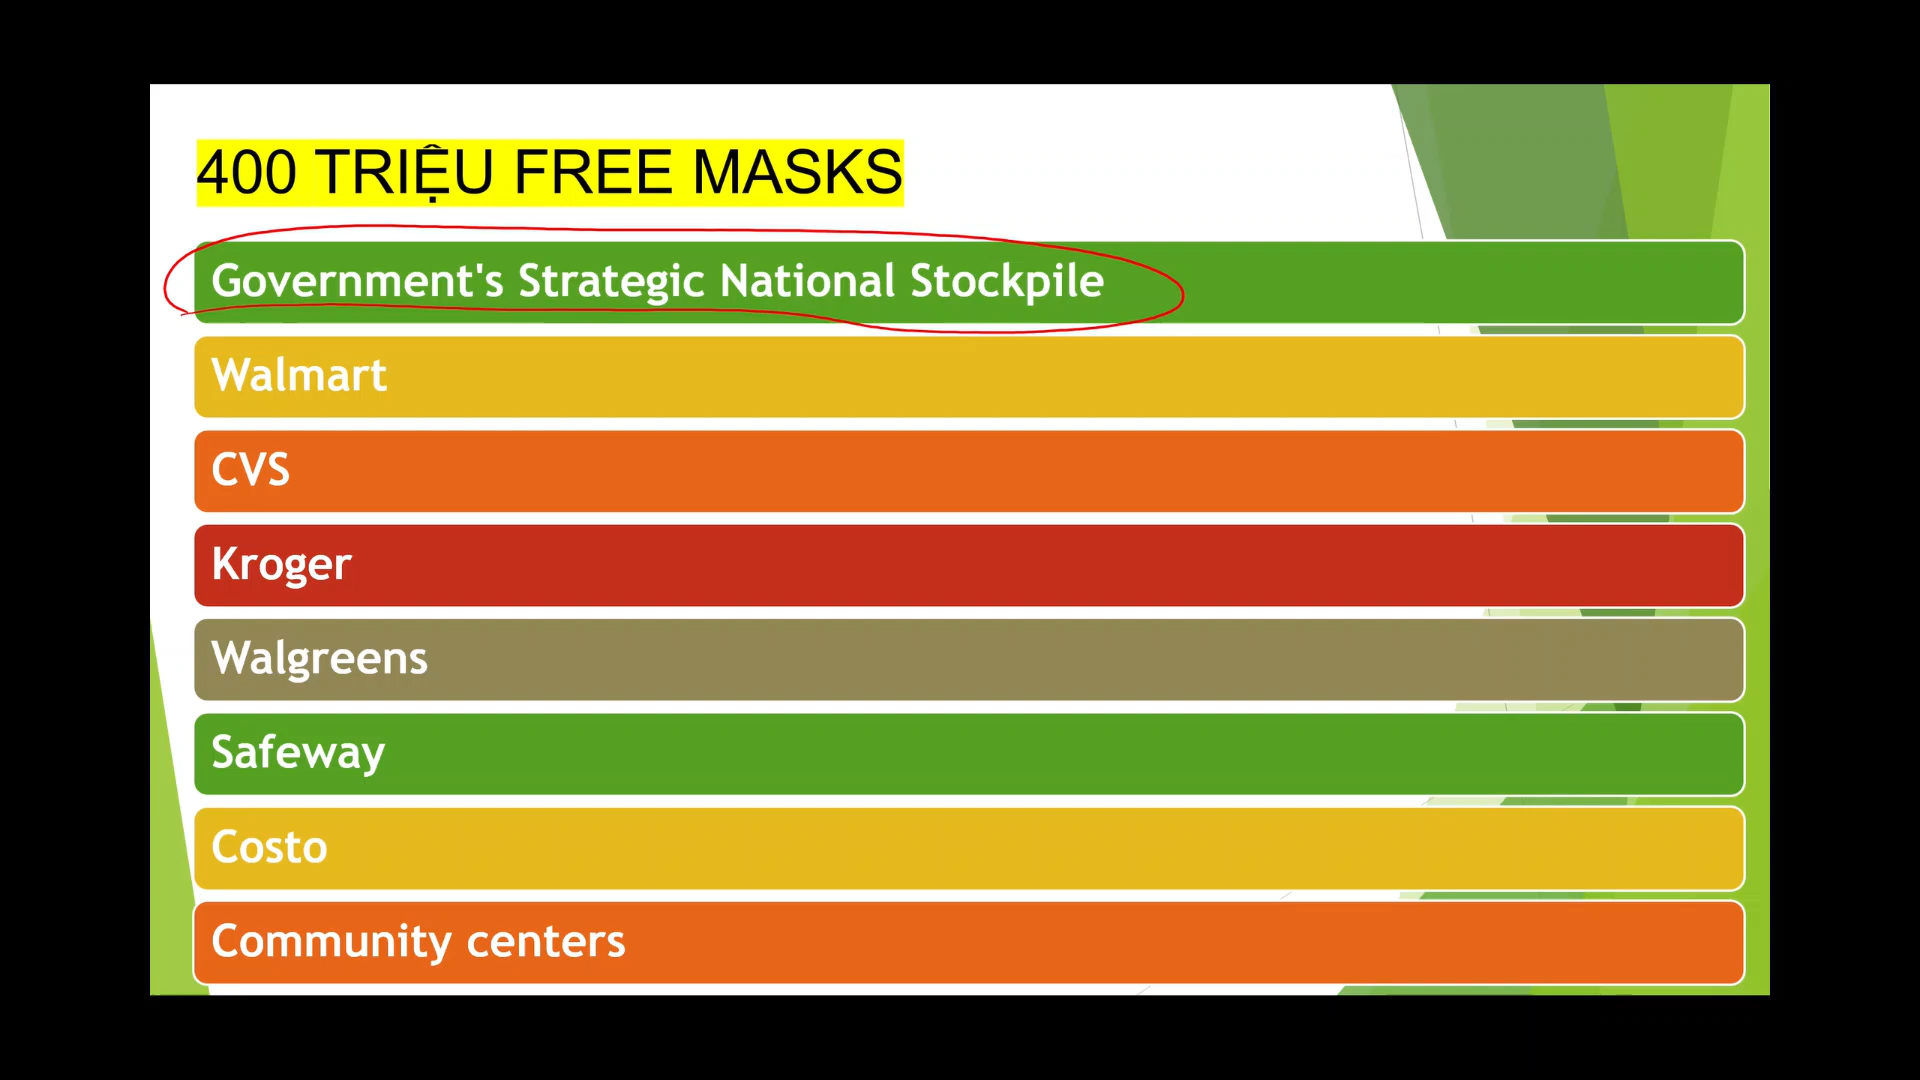 400 TRIỆU FREE MASKS
Government's Strategic National Stockpile
Walmart
CVS
Kroger
Walgreens
Safeway
Costo
Community centers